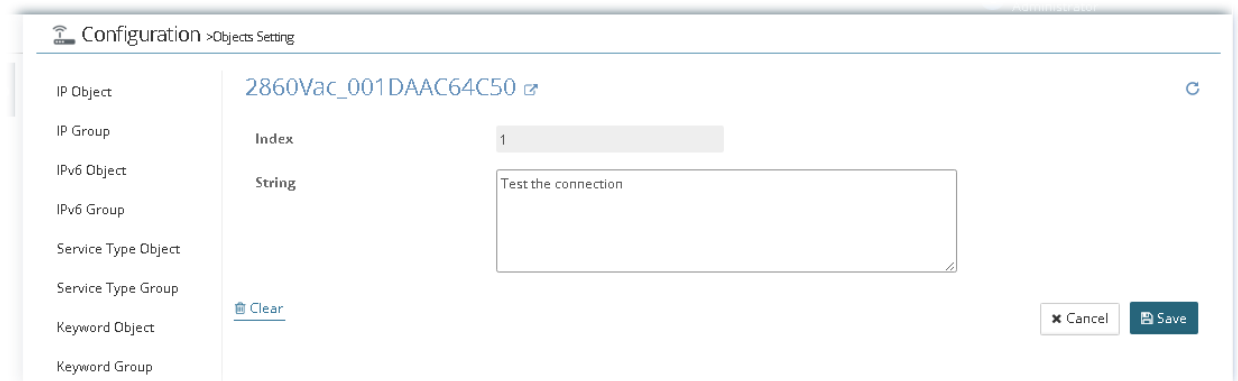 Administrator
Configuration >Objects Setting
IP Object
IP Group
IPv6 Object
IPv6 Group
Service Type Object
Service Type Group
Keyword Object
Keyword Group
2860Vac_001DAAC64C50
Index
1
String
Test the connection
Clear
Cancel
Save